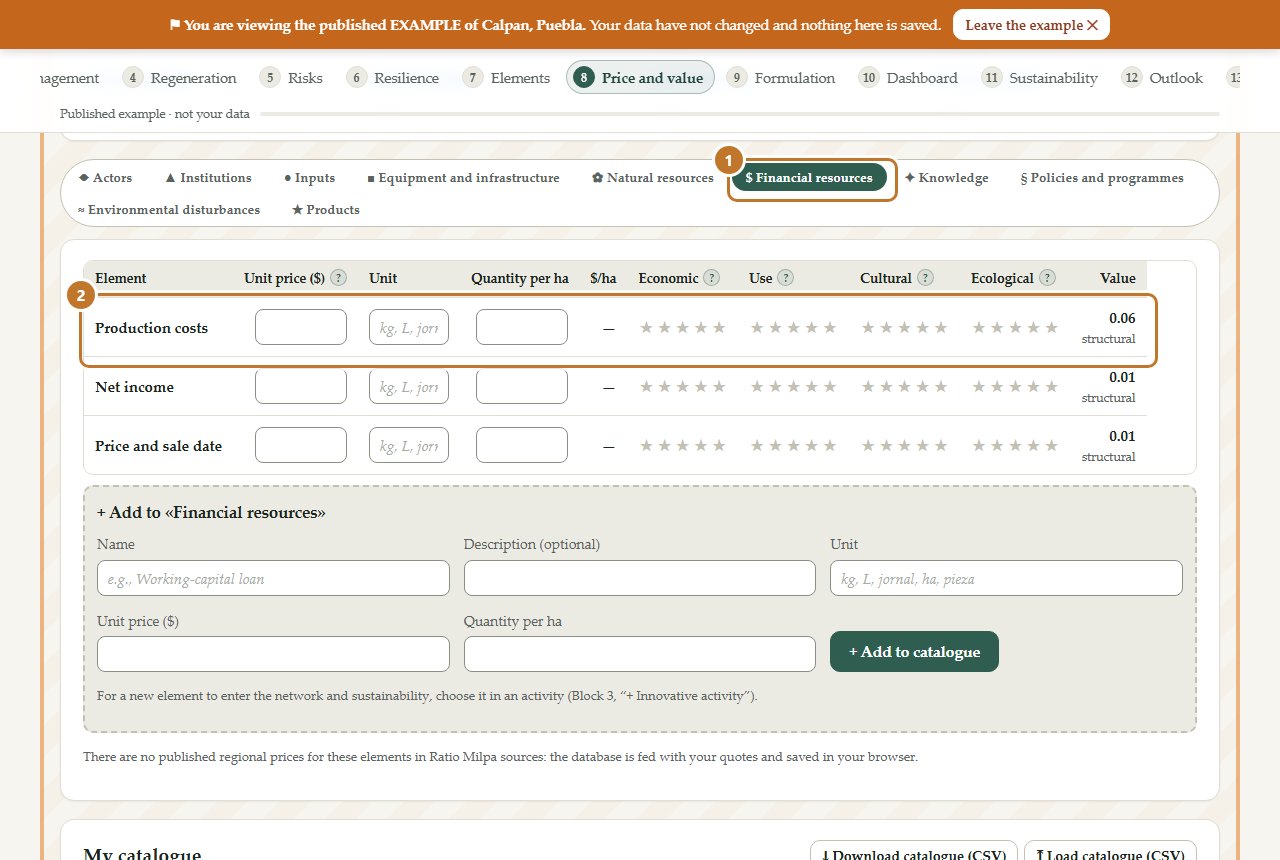 ⚑ You are viewing the published EXAMPLE of Calpan, Puebla. Your data have not changed and nothing here is saved. Leave the example ✕
agement 4 Regeneration 5 Risks 6 Resilience 7 Elements 8 Price and value 9 Formulation 10 Dashboard 11 Sustainability 12 Outlook 13
Published example · not your data
1
Actors ▲ Institutions ● Inputs ■ Equipment and infrastructure ✿ Natural resources $ Financial resources ✦ Knowledge § Policies and programmes
≈ Environmental disturbances ★ Products
Element Unit price ($) ? Unit Quantity per ha $/ha Economic ? Use ? Cultural ? Ecological ? Value
2
Production costs kg, L, jorn — ★★★★★ ★★★★★ ★★★★★ ★★★★★ 0.06
structural
Net income kg, L, jorn — ★★★★★ ★★★★★ ★★★★★ ★★★★★ 0.01
structural
Price and sale date kg, L, jorn — ★★★★★ ★★★★★ ★★★★★ ★★★★★ 0.01
structural
+ Add to «Financial resources»
Name Description (optional) Unit
e.g., Working-capital loan kg, L, jornal, ha, pieza
Unit price ($) Quantity per ha
+ Add to catalogue
For a new element to enter the network and sustainability, choose it in an activity (Block 3, “+ Innovative activity”).
There are no published regional prices for these elements in Ratio Milpa sources: the database is fed with your quotes and saved in your browser.
My catalogue ⤓ Download catalogue (CSV) ⤒ Load catalogue (CSV)